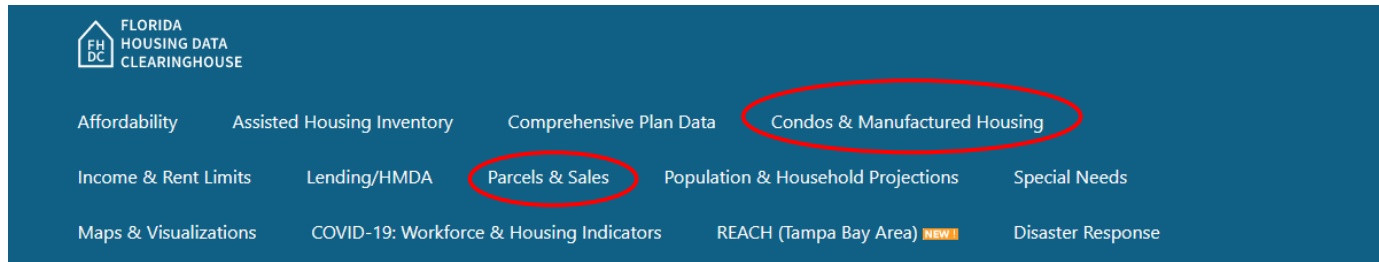 FLORIDA
HOUSING DATA
CLEARINGHOUSE
FH
DC
Affordability Assisted Housing Inventory Comprehensive Plan Data Condos & Manufactured Housing
Income & Rent Limits Lending/HMDA Parcels & Sales Population & Household Projections Special Needs
Maps & Visualizations COVID-19: Workforce & Housing Indicators REACH (Tampa Bay Area) NEW ! Disaster Response